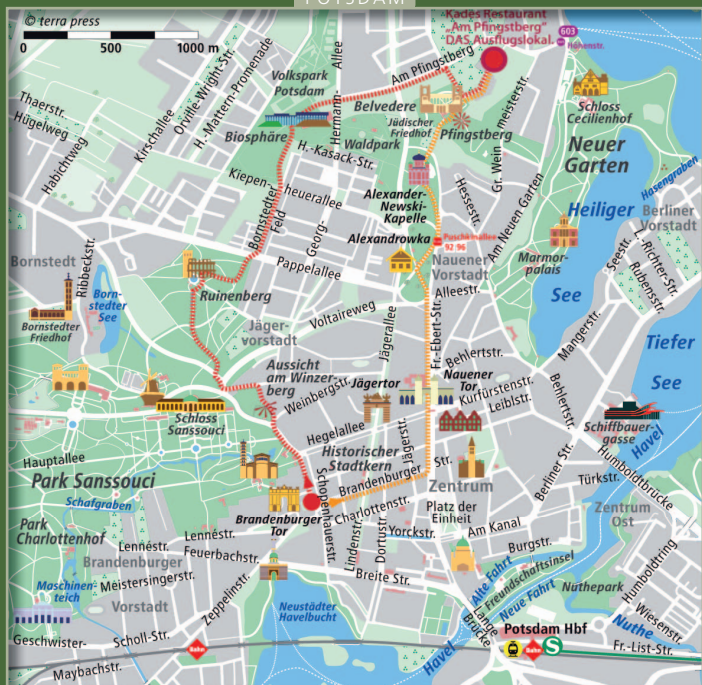 POTSDAM
© terra press
0 500 1000 m
Kades Restaurant
„Am Pfingstberg“
DAS Ausflugslokal.
603
Höhenstr.
Volkspark
Potsdam
Allee
Hermann-
Am Pfingstberg
Orville-Wright-Str.
H.-Mattern-Promenade
Kirschallee
Thaerstr.
Hügelweg
Habichtweg
Biosphäre
Belvedere
Jüdischer
Friedhof
Pfingstberg
Waldpark
H.-Kasack-Str.
Gr. Wein
meisterstr.
Schloss
Cecilienhof
Neuer
Garten
Hasengraben
Heiliger
See
Berliner
Vorstadt
Kiepen-
heuerallee
Bornstedter
Feld
Georg-
Alexander-
Newski-
Kapelle
Hessestr.
Am Neuen Garten
Alexandrowka
Puschkinallee
92-96
Nauener
Vorstadt
Marmor-
palais
Seestr.
L.-Richter-Str.
Rubensstr.
Pappelallee
Bornstedt
Ribbeckstr.
Born-
stedter
See
Bornstedter
Friedhof
Ruinenberg
Voltaireweg
Jäger-
vorstadt
Jägerallee
Alleestr.
Fr.-Ebert-Str.
Behlertstr.
Mangerstr.
Tiefer
See
Aussicht
am Winzer-
berg
Weinbergstr.
Jägertor
Nauener
Tor
Kurfürstenstr.
Leiblstr.
Behlertstr.
Schiffbauer-
gasse
Havel
Schloss
Sanssouci
Hegelallee
Jägerstr.
Historischer
Stadtkern
Hauptallee
Park Sanssouci
Schafgraben
Brandenburger Str.
Zentrum
Berliner Str.
Humboldtbrücke
Türkstr.
Zentrum
Ost
Park
Charlottenhof
Brandenburger
Tor
Schopenhauerstr.
Charlottenstr.
Lindenstr.
Dortustr.
Yorckstr.
Platz der
Einheit
Am Kanal
Burgstr.
Lennéstr.
Lennéstr.
Feuerbachstr.
Brandenburger
Vorstadt
Meistersingerstr.
Breite Str.
Alte Fahrt
Freundschaftsinsel
Neue Fahrt
Humboldtring
Nuthepark
Maschinen-
teich
Zeppelinstr.
Neustädter
Havelbucht
Lange
Brücke
Wiesenstr.
Nuthe
Geschwister-
Scholl-Str.
Bahn
Potsdam Hbf
Bahn
S
Fr.-List-Str.
Havel
Maybachstr.